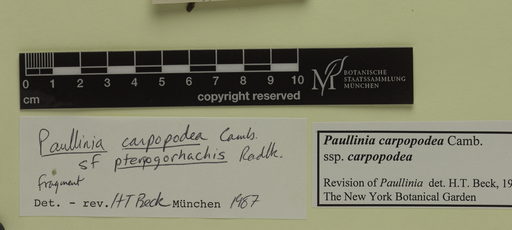 0 1 2 3 4 5 6 7 8 9 10
cm
copyright reserved
M
BOTANISCHE
STAATSSAMMLUNG
MÜNCHEN
Paullinia carpopodea Camb.
sf pterogorhachis Radlk.
fragment
Det. - rev. HT Beck München 1987
Paullinia carpopodea Camb.
ssp. carpopodea
Revision of Paullinia det. H.T. Beck, 19
The New York Botanical Garden